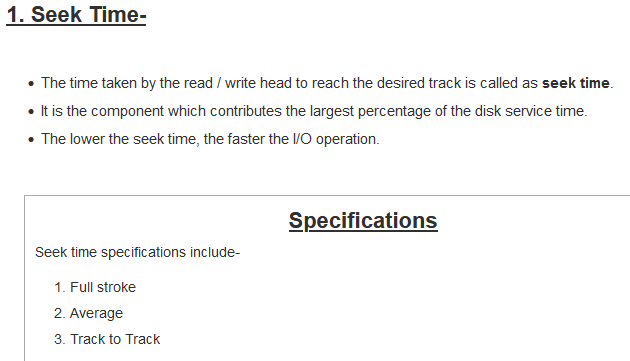 1. Seek Time-
• The time taken by the read / write head to reach the desired track is called as seek time.
• It is the component which contributes the largest percentage of the disk service time.
• The lower the seek time, the faster the I/O operation.
Specifications
Seek time specifications include-
1. Full stroke
2. Average
3. Track to Track